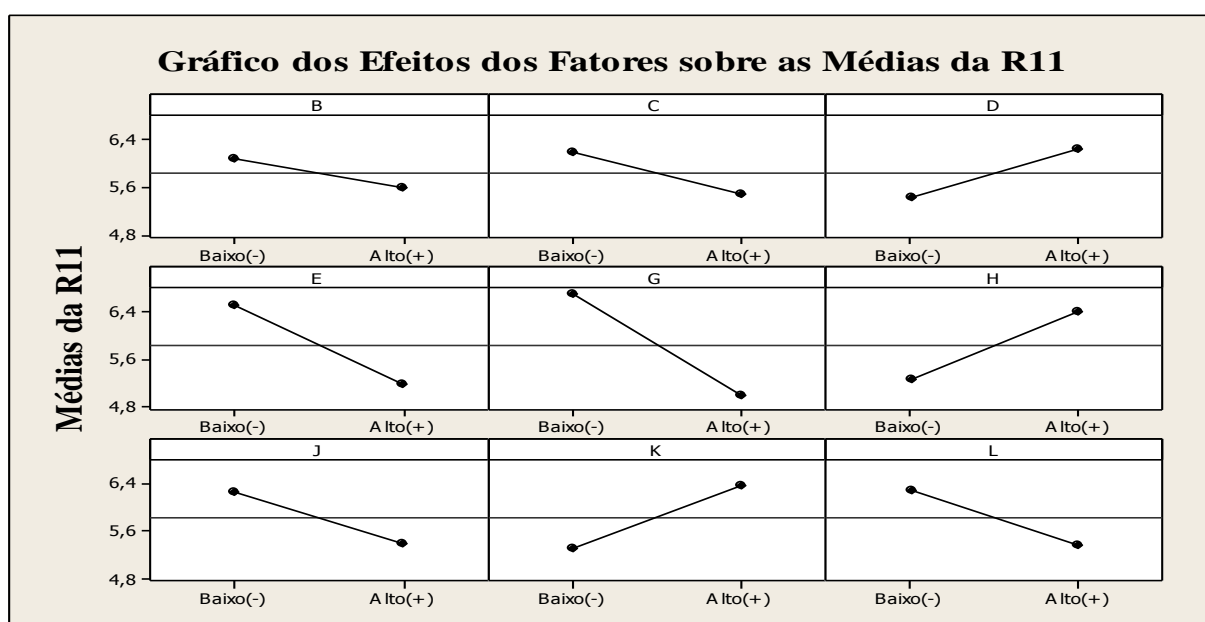 Gráfico dos Efeitos dos Fatores sobre as Médias da R11
Médias da R11
B C D
6,4
5,6
4,8
Baixo(-) Alto(+) Baixo(-) Alto(+) Baixo(-) Alto(+)
E G H
6,4
5,6
4,8
Baixo(-) Alto(+) Baixo(-) Alto(+) Baixo(-) Alto(+)
J K L
6,4
5,6
4,8
Baixo(-) Alto(+) Baixo(-) Alto(+) Baixo(-) Alto(+)